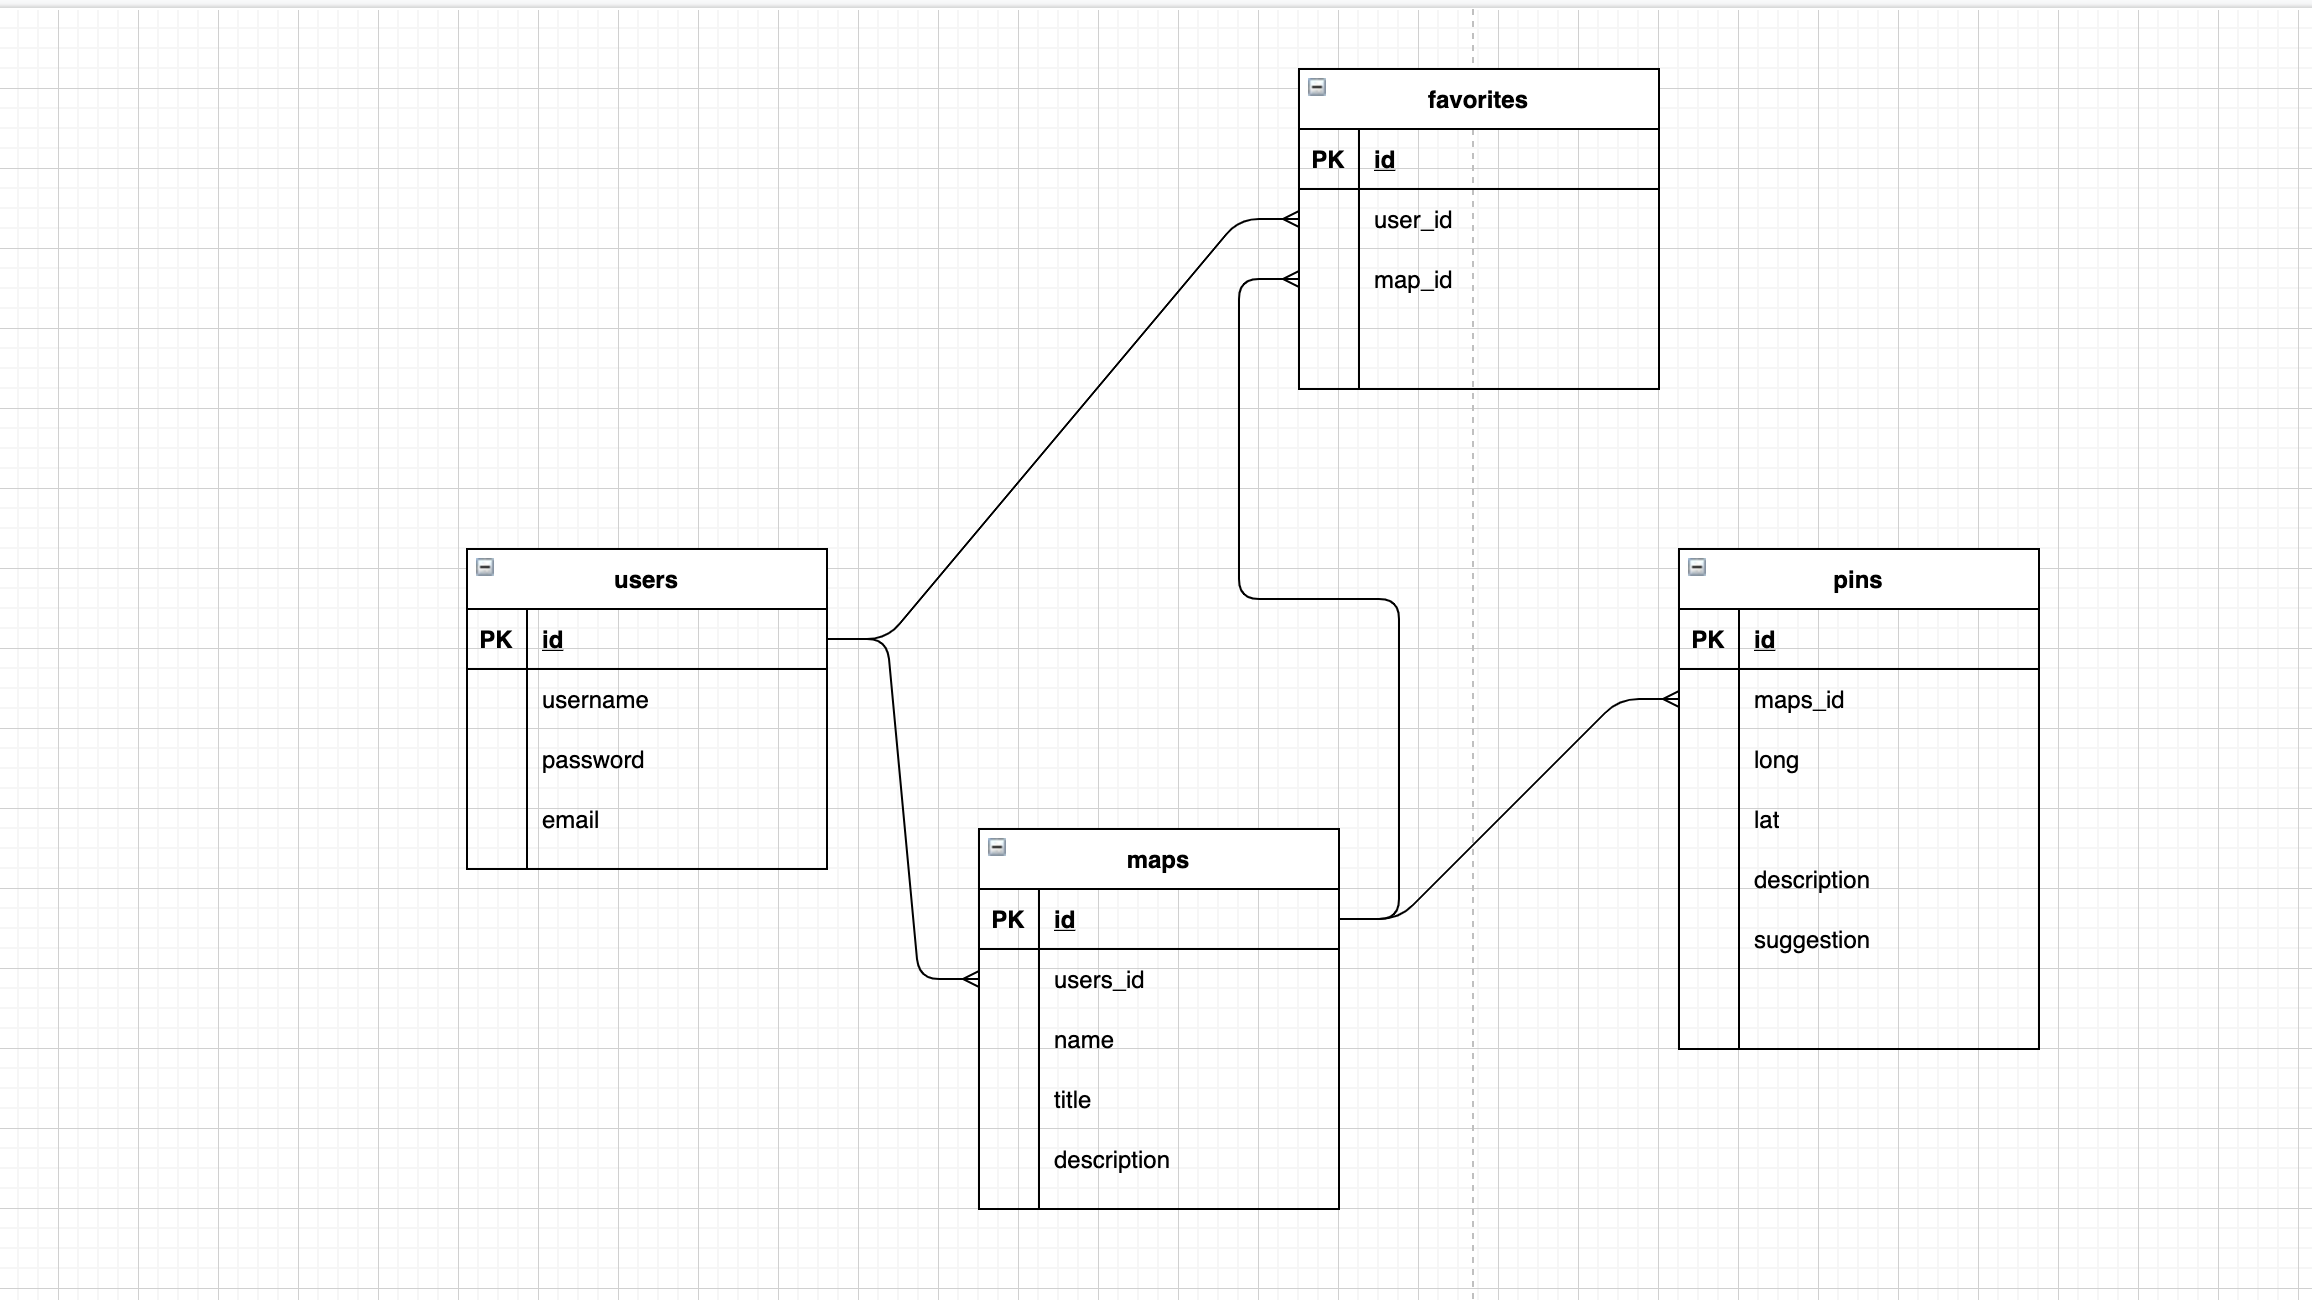 favorites
PK id
user_id
map_id
users
PK id
username
password
email
pins
PK id
maps_id
long
lat
description
suggestion
maps
PK id
users_id
name
title
description